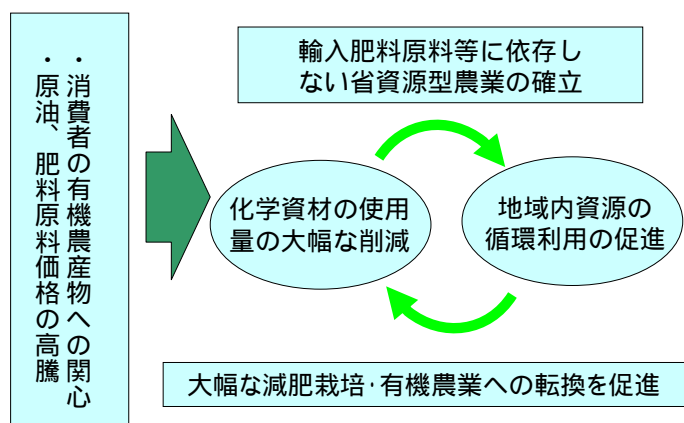 ・消費者の有機農産物への関心
・原油、肥料原料価格の高騰
輸入肥料原料等に依存し
ない省資源型農業の確立
化学資材の使用
量の大幅な削減
地域内資源の
循環利用の促進
大幅な減肥栽培･有機農業への転換を促進